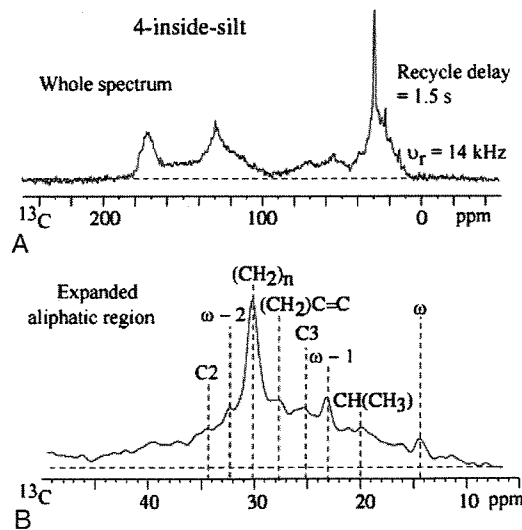 4-inside-silt
Whole spectrum
Recycle delay
= 1.5 s
υr = 14 kHz
13C 200 100 0 ppm
A
Expanded
aliphatic region
(CH2)n
(CH2)C=C
ω - 2
C3
ω - 1
ω
C2
CH(CH3)
13C 40 30 20 10 ppm
B